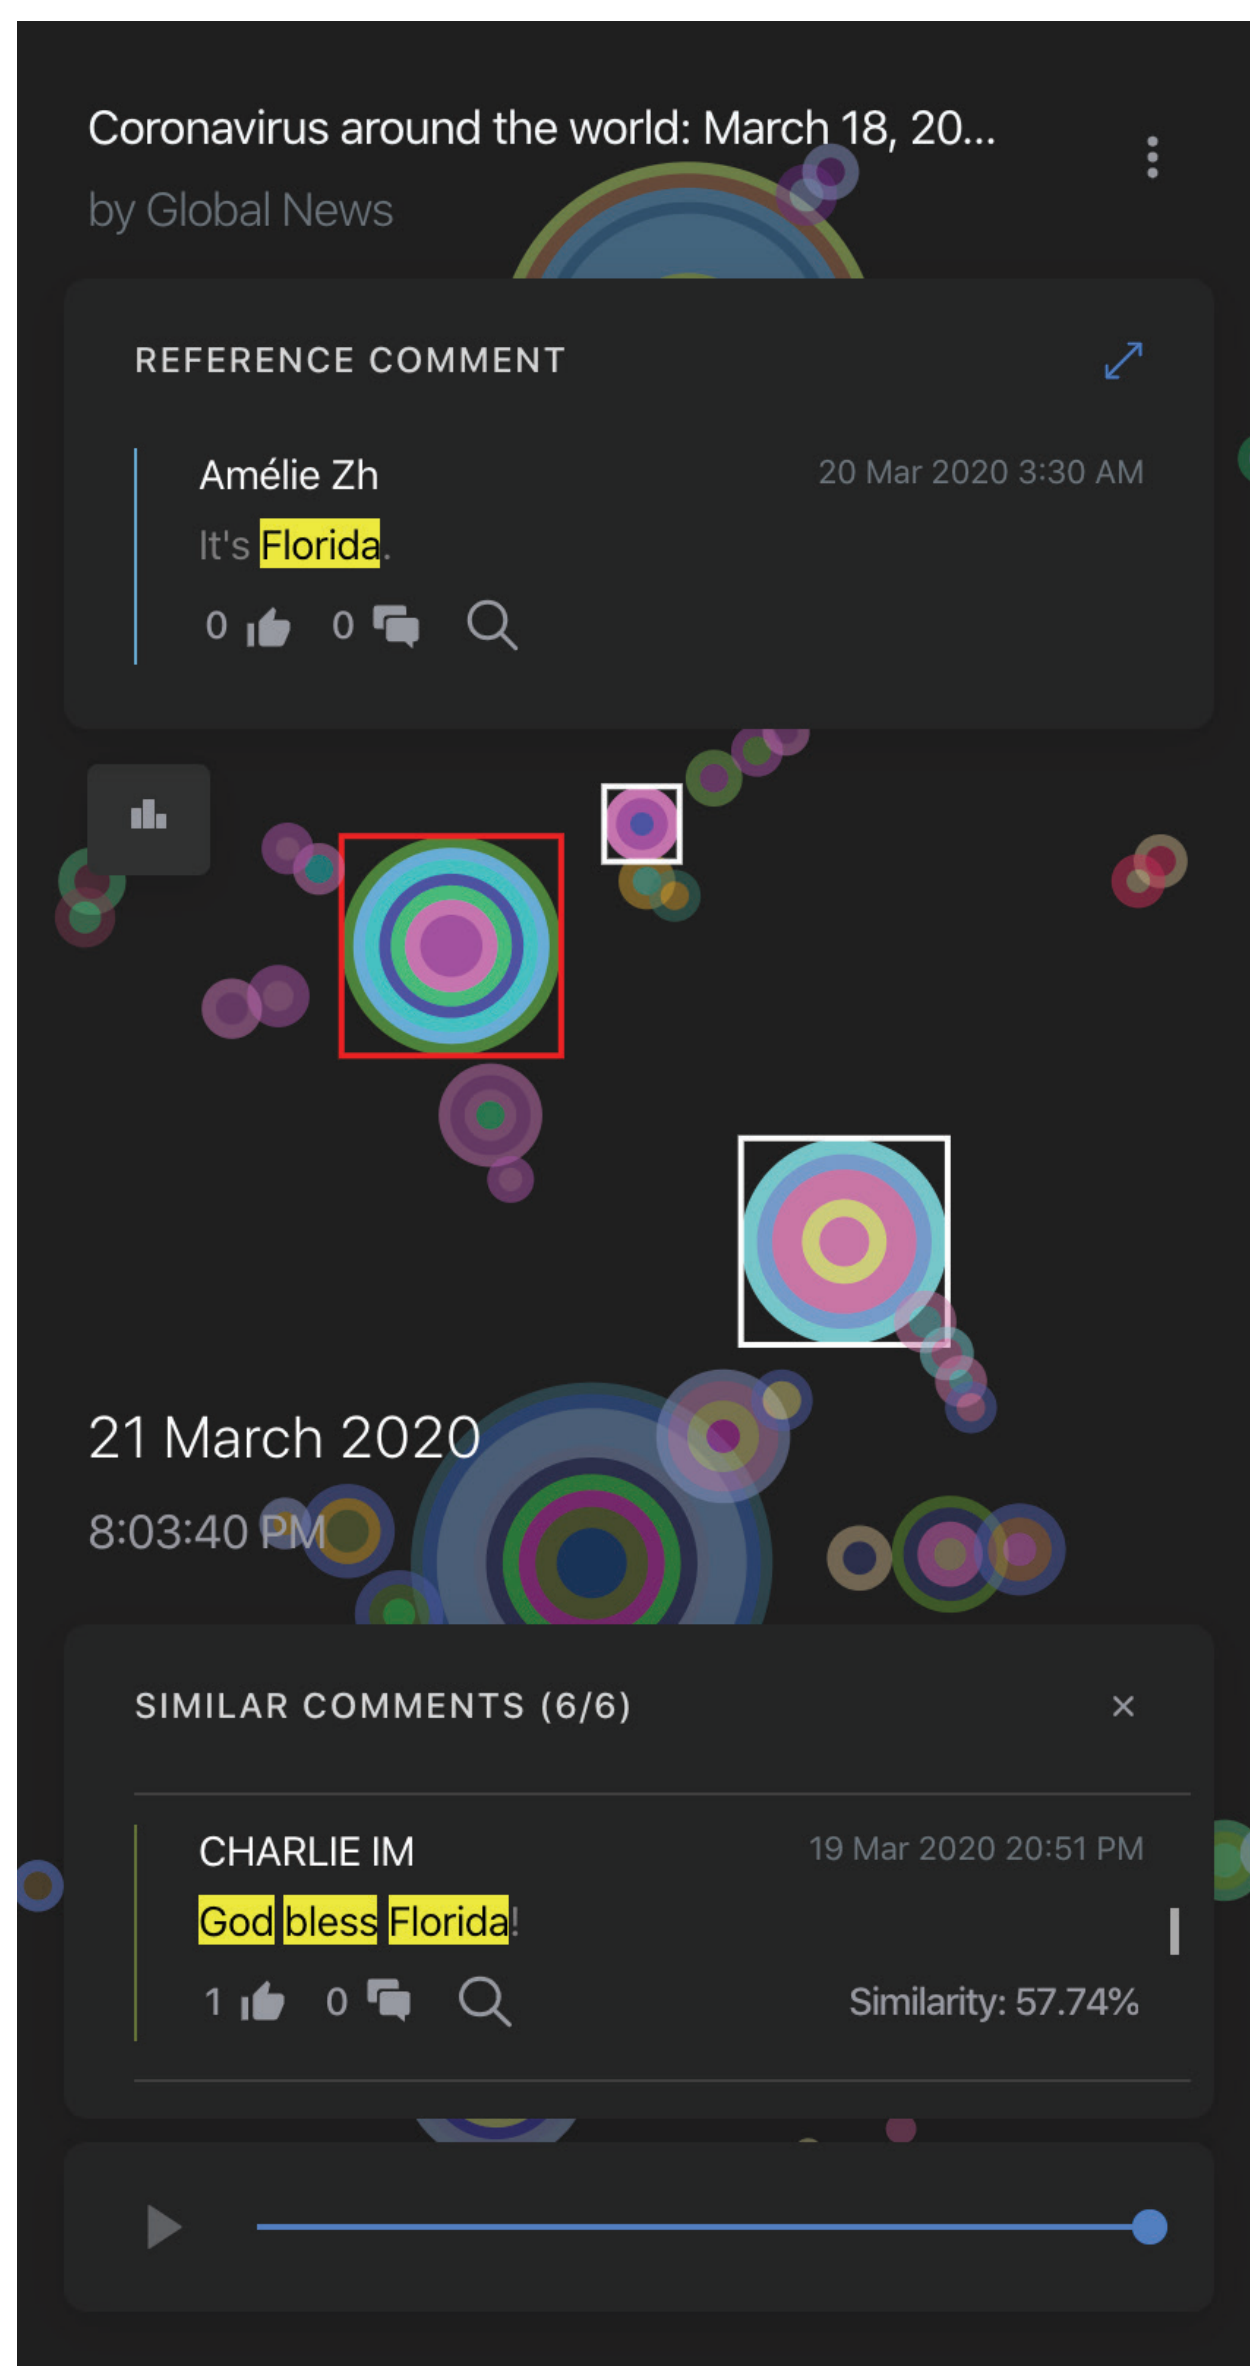 Coronavirus around the world: March 18, 20...
by Global News
REFERENCE COMMENT
Amélie Zh
20 Mar 2020 3:30 AM
It's Florida.
0 0
21 March 2020
8:03:40 PM
SIMILAR COMMENTS (6/6)
CHARLIE IM
19 Mar 2020 20:51 PM
God bless Florida!
1 0
Similarity: 57.74%